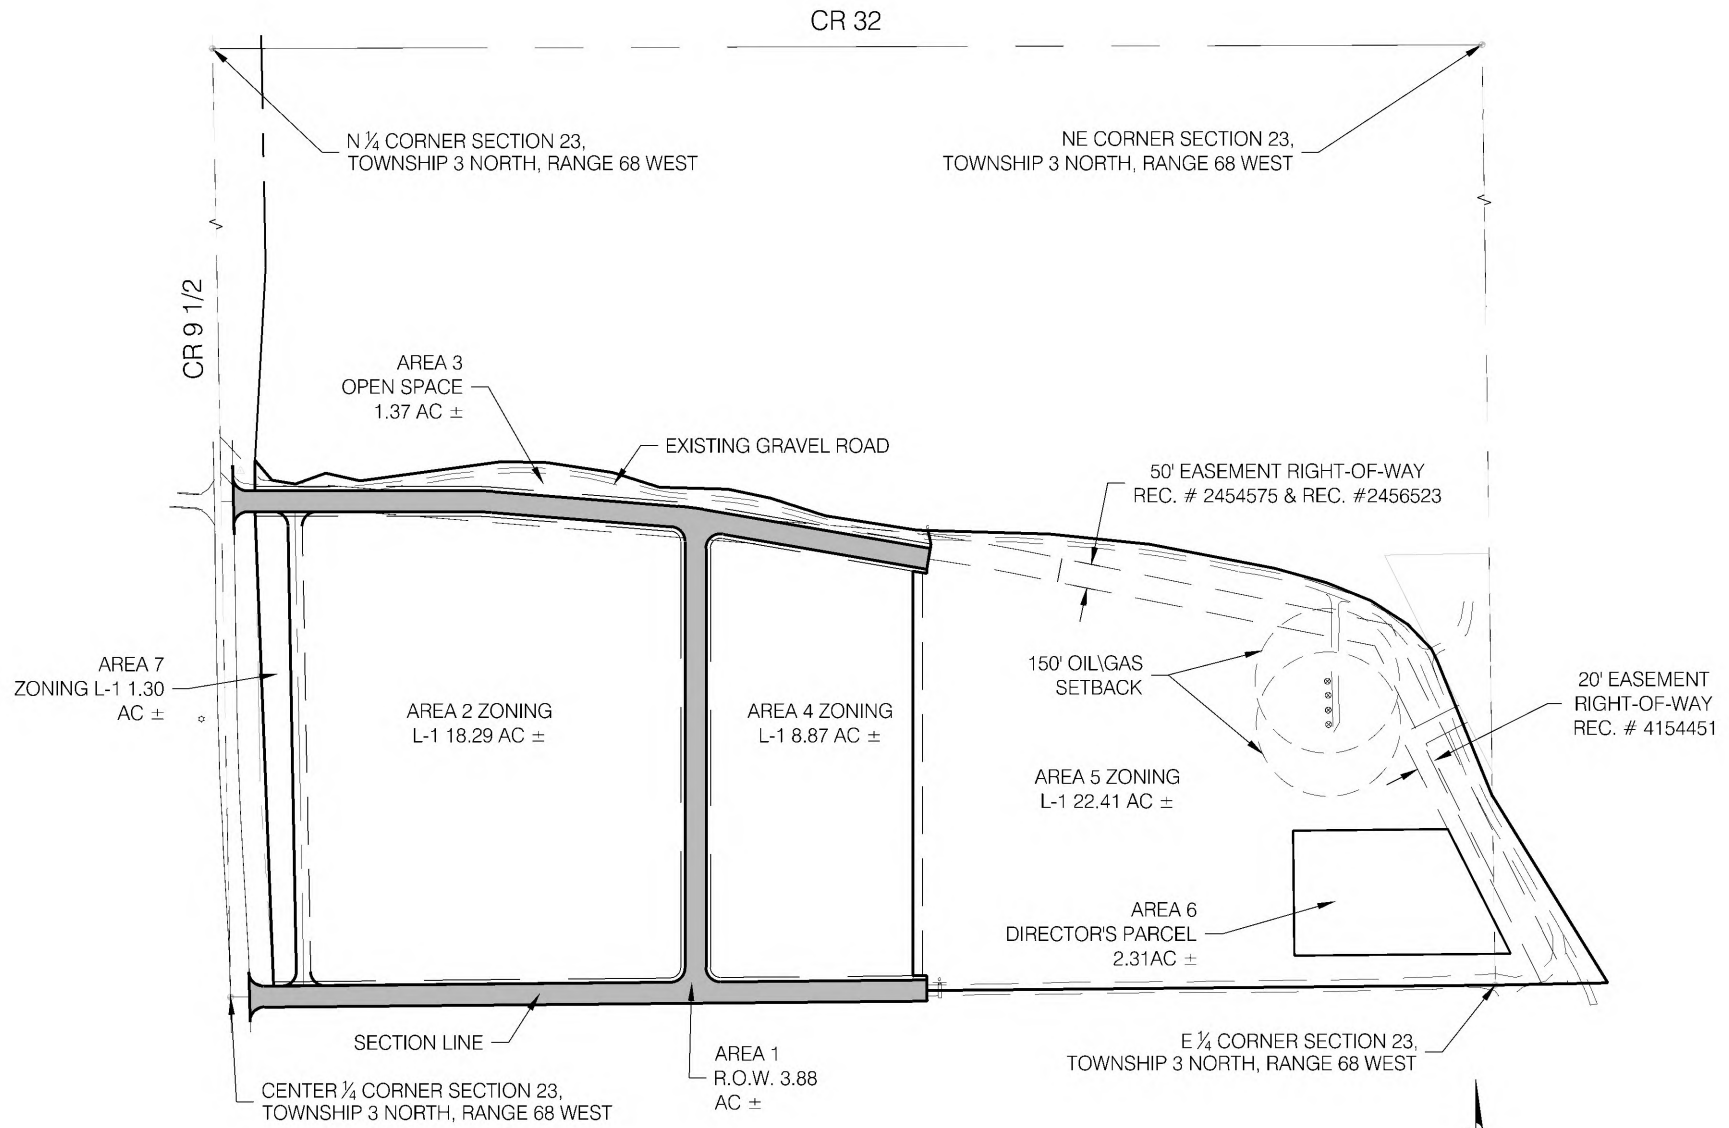 CR 32
N ¼ CORNER SECTION 23,
TOWNSHIP 3 NORTH, RANGE 68 WEST
NE CORNER SECTION 23,
TOWNSHIP 3 NORTH, RANGE 68 WEST
CR 9 1/2
AREA 3
OPEN SPACE
1.37 AC ±
EXISTING GRAVEL ROAD
50' EASEMENT RIGHT-OF-WAY
REC. # 2454575 & REC. #2456523
AREA 7
ZONING L-1 1.30
AC ±
AREA 2 ZONING
L-1 18.29 AC ±
AREA 4 ZONING
L-1 8.87 AC ±
150' OIL\GAS
SETBACK
20' EASEMENT
RIGHT-OF-WAY
REC. # 4154451
AREA 5 ZONING
L-1 22.41 AC ±
AREA 6
DIRECTOR'S PARCEL
2.31AC ±
SECTION LINE
AREA 1
R.O.W. 3.88
AC ±
E ¼ CORNER SECTION 23,
TOWNSHIP 3 NORTH, RANGE 68 WEST
CENTER ¼ CORNER SECTION 23,
TOWNSHIP 3 NORTH, RANGE 68 WEST